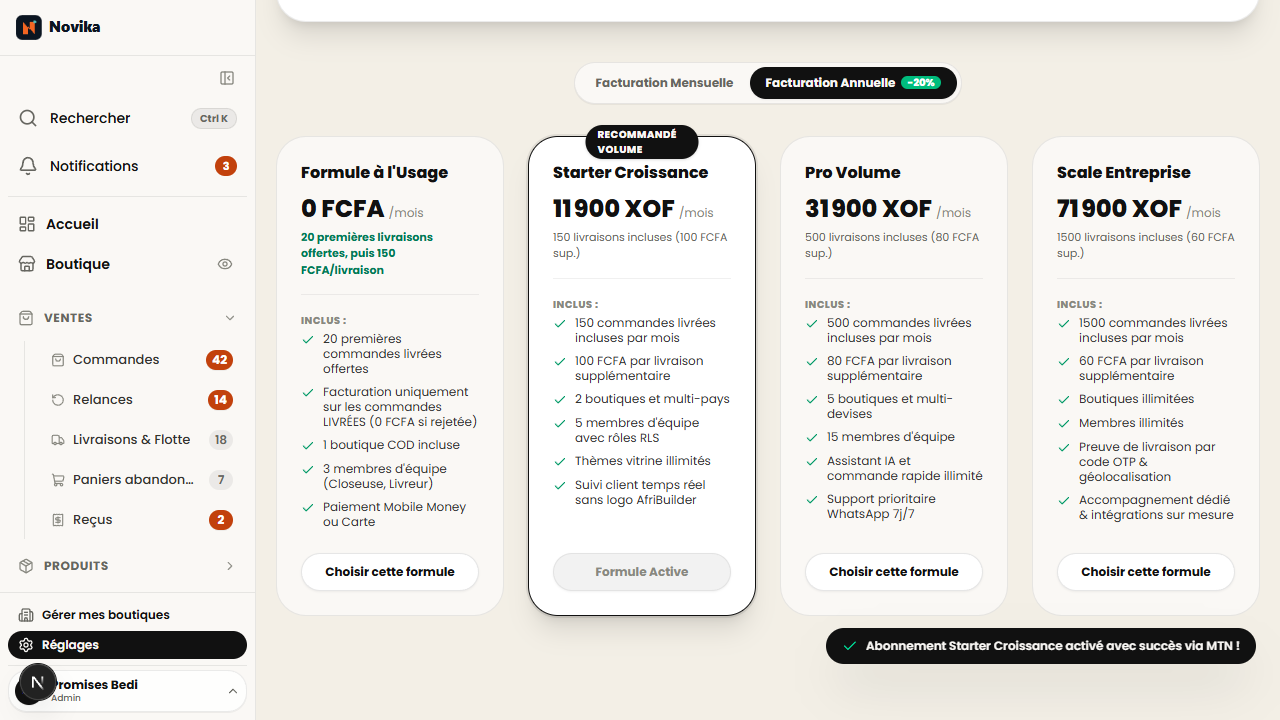 Novika
Rechercher
Ctrl K
Notifications
3
Accueil
Boutique
VENTES
Commandes
42
Relances
14
Livraisons & Flotte
18
Paniers abandon...
7
Reçus
2
PRODUITS
Gérer mes boutiques
Réglages
N
Promises Bedi
Admin
Facturation Mensuelle
Facturation Annuelle
-20%
Formule à l'Usage
0 FCFA /mois
20 premières livraisons
offertes, puis 150
FCFA/livraison
INCLUS :
20 premières
commandes livrées
offertes
Facturation uniquement
sur les commandes
LIVRÉES (0 FCFA si rejetée)
1 boutique COD incluse
3 membres d'équipe
(Closeuse, Livreur)
Paiement Mobile Money
ou Carte
Choisir cette formule
RECOMMANDÉ
VOLUME
Starter Croissance
11 900 XOF /mois
150 livraisons incluses (100 FCFA
sup.)
INCLUS :
150 commandes livrées
incluses par mois
100 FCFA par livraison
supplémentaire
2 boutiques et multi-pays
5 membres d'équipe
avec rôles RLS
Thèmes vitrine illimités
Suivi client temps réel
sans logo AfriBuilder
Formule Active
Pro Volume
31 900 XOF /mois
500 livraisons incluses (80 FCFA
sup.)
INCLUS :
500 commandes livrées
incluses par mois
80 FCFA par livraison
supplémentaire
5 boutiques et multi-
devises
15 membres d'équipe
Assistant IA et
commande rapide illimité
Support prioritaire
WhatsApp 7j/7
Choisir cette formule
Scale Entreprise
71 900 XOF /mois
1500 livraisons incluses (60 FCFA
sup.)
INCLUS :
1500 commandes livrées
incluses par mois
60 FCFA par livraison
supplémentaire
Boutiques illimitées
Membres illimités
Preuve de livraison par
code OTP &
géolocalisation
Accompagnement dédié
& intégrations sur mesure
Choisir cette formule
Abonnement Starter Croissance activé avec succès via MTN !